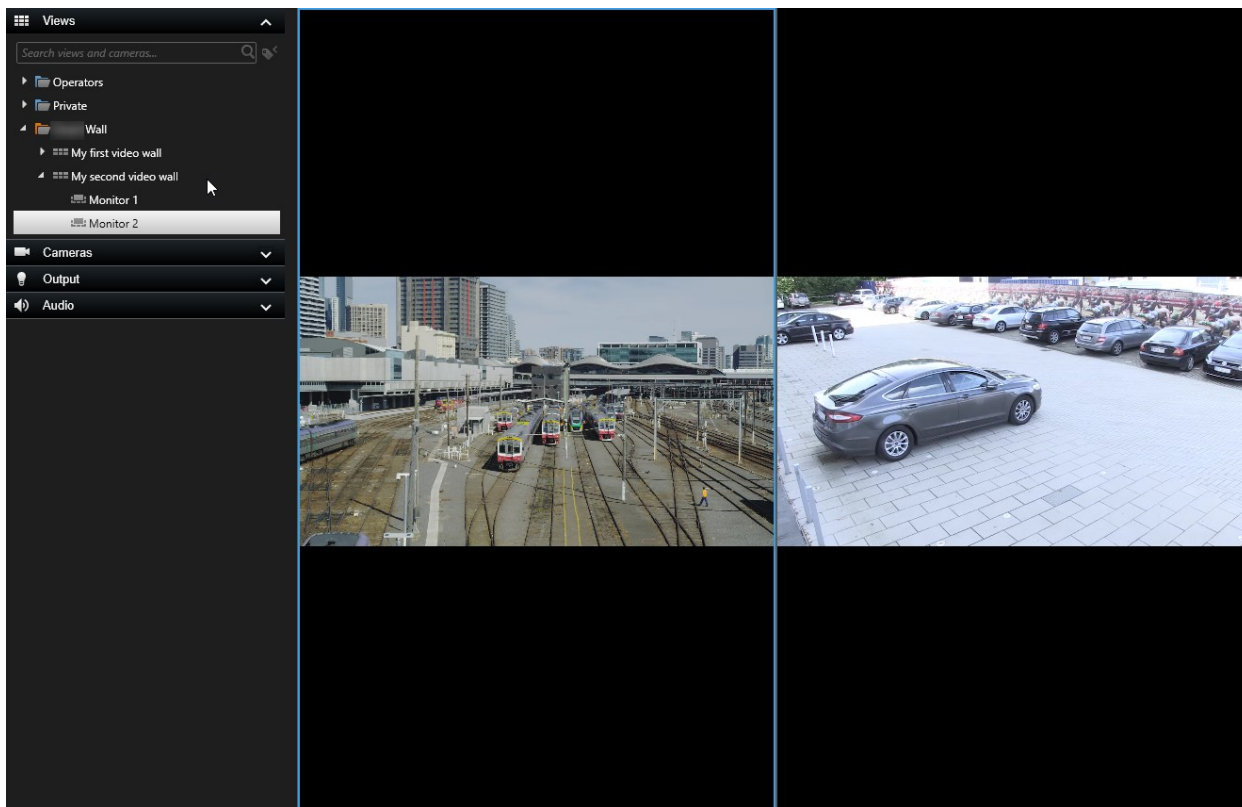 Views
Search views and cameras...
Operators
Private
Wall
My first video wall
My second video wall
Monitor 1
Monitor 2
Cameras
Output
Audio